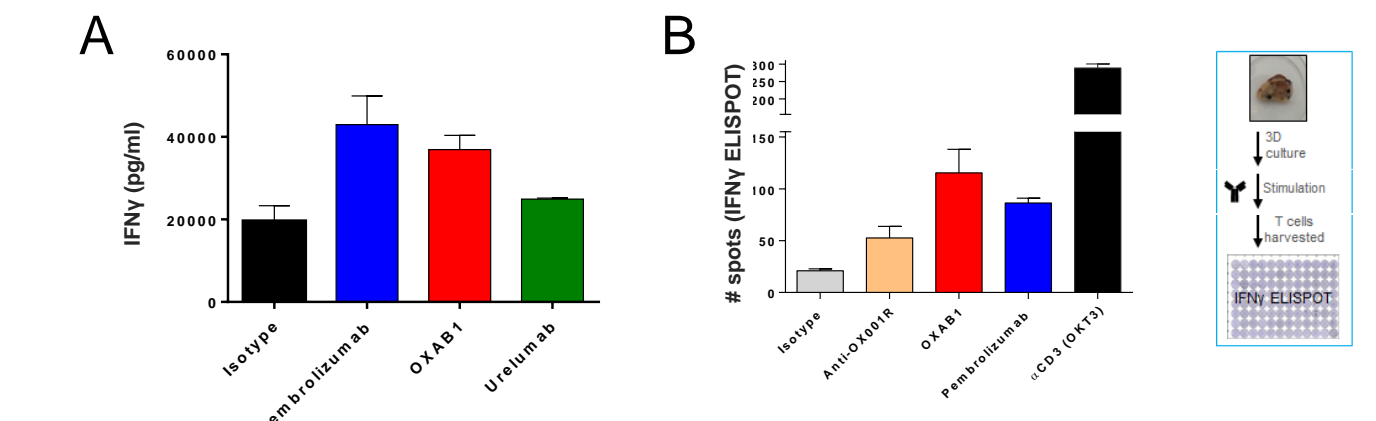 A
60000
40000
20000
0
IFNγ (pg/ml)
Isotype
embrolizumab
OXAB1
Urelumab
B
300
250
200
150
100
50
0
# spots (IFNγ ELISPOT)
Isotype
Anti-OX001R
OXAB1
Pembrolizumab
αCD3 (OKT3)
3D
culture
Stimulation
T cells
harvested
IFNγ ELISPOT